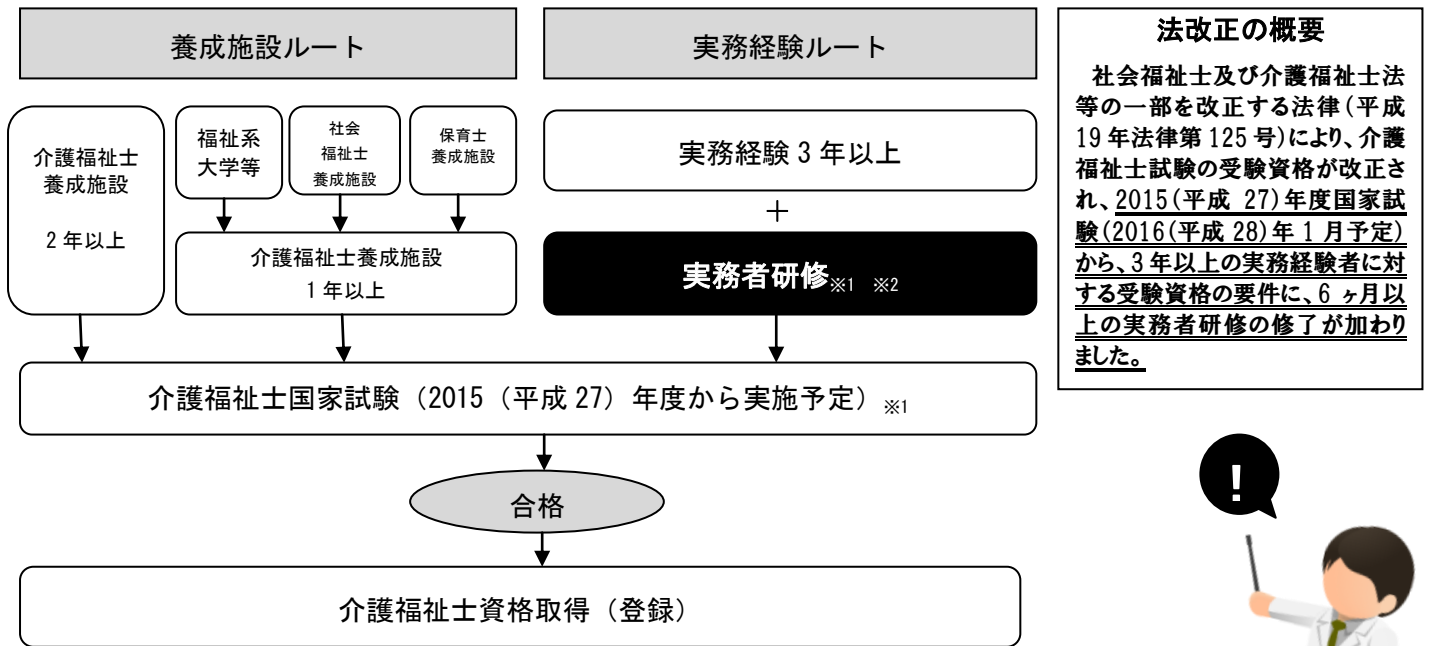 養成施設ルート
実務経験ルート
介護福祉士
養成施設
2年以上
福祉系
大学等
社会
福祉士
養成施設
保育士
養成施設
介護福祉士養成施設
1年以上
実務経験3年以上
＋
実務者研修※1 ※2
介護福祉士国家試験（2015（平成27）年度から実施予定）※1
合格
介護福祉士資格取得（登録）
法改正の概要
社会福祉士及び介護福祉士法
等の一部を改正する法律（平成
19年法律第125号）により、介護
福祉士試験の受験資格が改正さ
れ、2015（平成 27）年度国家試
験（2016（平成 28）年1月予定）
から、3年以上の実務経験者に対
する受験資格の要件に、6ヶ月以
上の実務者研修の修了が加わり
ました。
!